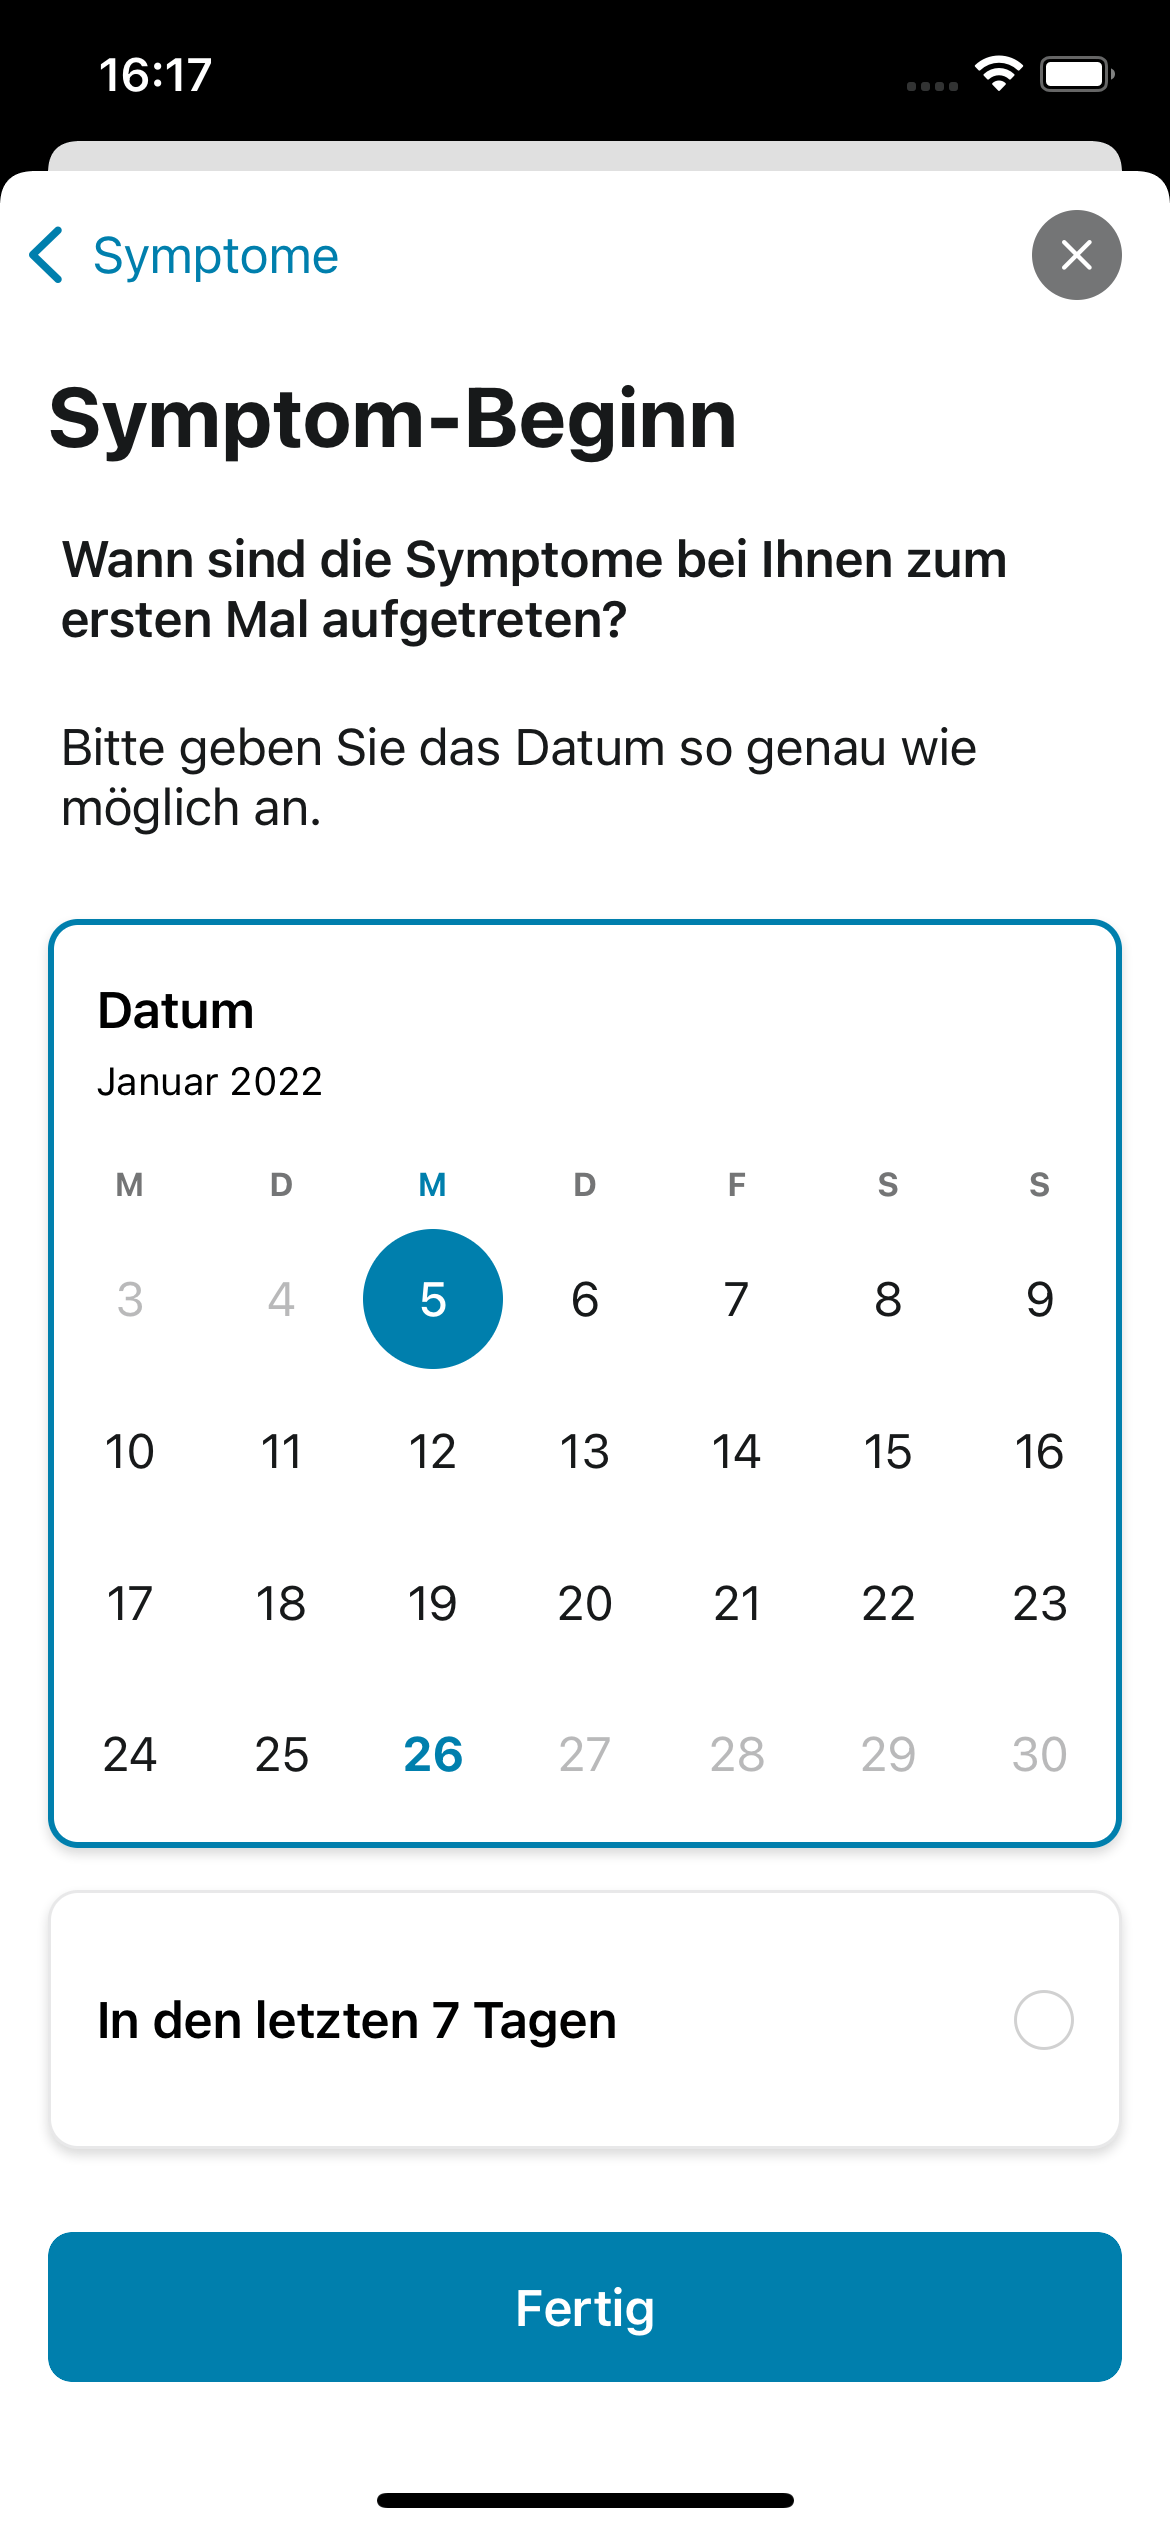 16:17
Symptome
Symptom-Beginn
Wann sind die Symptome bei Ihnen zum
ersten Mal aufgetreten?
Bitte geben Sie das Datum so genau wie
möglich an.
Datum
Januar 2022
M D M D F S S
3 4 5 6 7 8 9
10 11 12 13 14 15 16
17 18 19 20 21 22 23
24 25 26 27 28 29 30
In den letzten 7 Tagen
Fertig